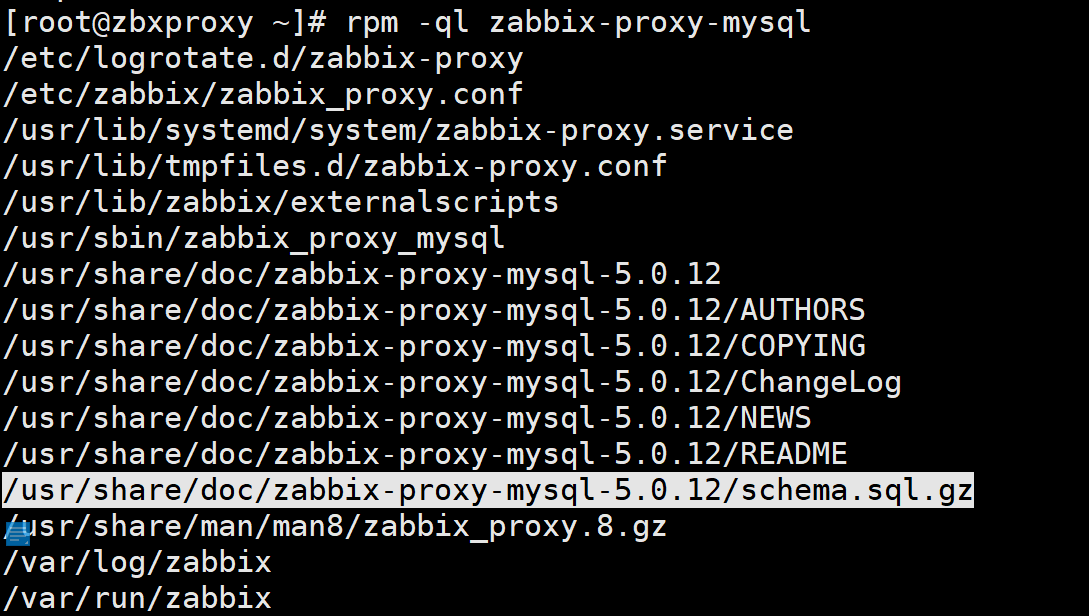 [root@zbxproxy ~]# rpm -ql zabbix-proxy-mysql
/etc/logrotate.d/zabbix-proxy
/etc/zabbix/zabbix_proxy.conf
/usr/lib/systemd/system/zabbix-proxy.service
/usr/lib/tmpfiles.d/zabbix-proxy.conf
/usr/lib/zabbix/externalscripts
/usr/sbin/zabbix_proxy_mysql
/usr/share/doc/zabbix-proxy-mysql-5.0.12
/usr/share/doc/zabbix-proxy-mysql-5.0.12/AUTHORS
/usr/share/doc/zabbix-proxy-mysql-5.0.12/COPYING
/usr/share/doc/zabbix-proxy-mysql-5.0.12/ChangeLog
/usr/share/doc/zabbix-proxy-mysql-5.0.12/NEWS
/usr/share/doc/zabbix-proxy-mysql-5.0.12/README
/usr/share/doc/zabbix-proxy-mysql-5.0.12/schema.sql.gz
/usr/share/man/man8/zabbix_proxy.8.gz
/var/log/zabbix
/var/run/zabbix